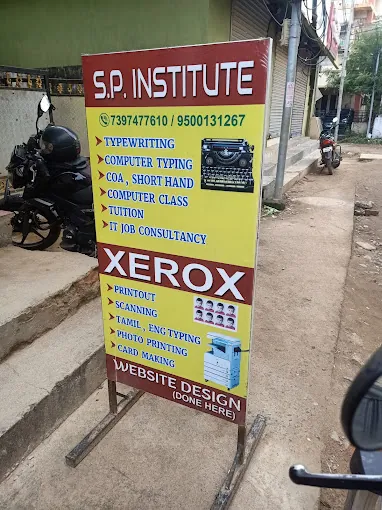 S.P. INSTITUTE
7397477610 / 9500131267
TYPEWRITING
COMPUTER TYPING
COA , SHORT HAND
COMPUTER CLASS
TUITION
IT JOB CONSULTANCY
XEROX
PRINTOUT
SCANNING
TAMIL , ENG TYPING
PHOTO PRINTING
CARD MAKING
WEBSITE DESIGN
(DONE HERE)